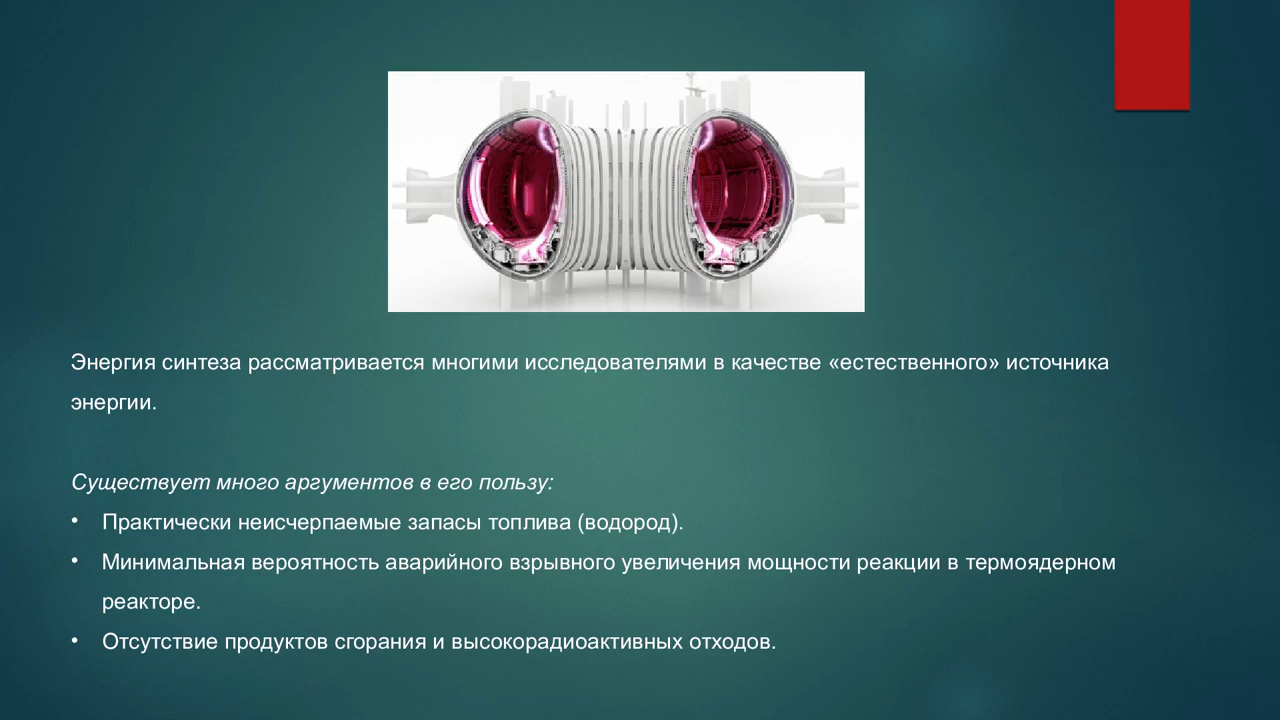 Энергия синтеза рассматривается многими исследователями в качестве «естественного» источника
энергии.
Существует много аргументов в его пользу:
• Практически неисчерпаемые запасы топлива (водород).
• Минимальная вероятность аварийного взрывного увеличения мощности реакции в термоядерном
реакторе.
• Отсутствие продуктов сгорания и высокорадиоактивных отходов.